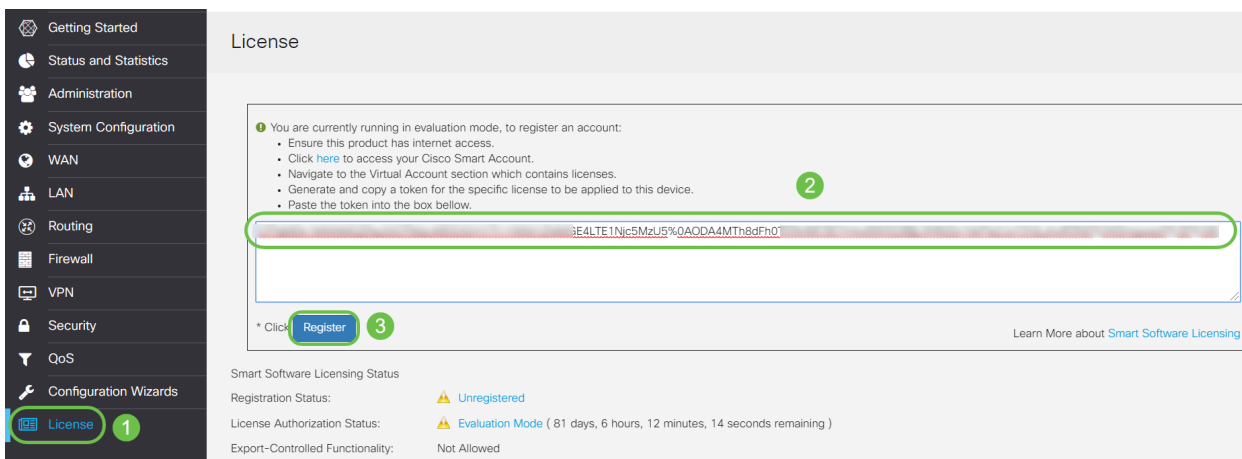 Getting Started
Status and Statistics
Administration
System Configuration
WAN
LAN
Routing
Firewall
VPN
Security
QoS
Configuration Wizards
License
1
License
You are currently running in evaluation mode, to register an account:
• Ensure this product has internet access.
• Click here to access your Cisco Smart Account.
• Navigate to the Virtual Account section which contains licenses.
• Generate and copy a token for the specific license to be applied to this device.
• Paste the token into the box bellow.
2
GE4LTE1Njc5MzU5%0AODA4MTh8dFh0
* Click Register
3
Learn More about Smart Software Licensing
Smart Software Licensing Status
Registration Status: Unregistered
License Authorization Status: Evaluation Mode ( 81 days, 6 hours, 12 minutes, 14 seconds remaining )
Export-Controlled Functionality: Not Allowed